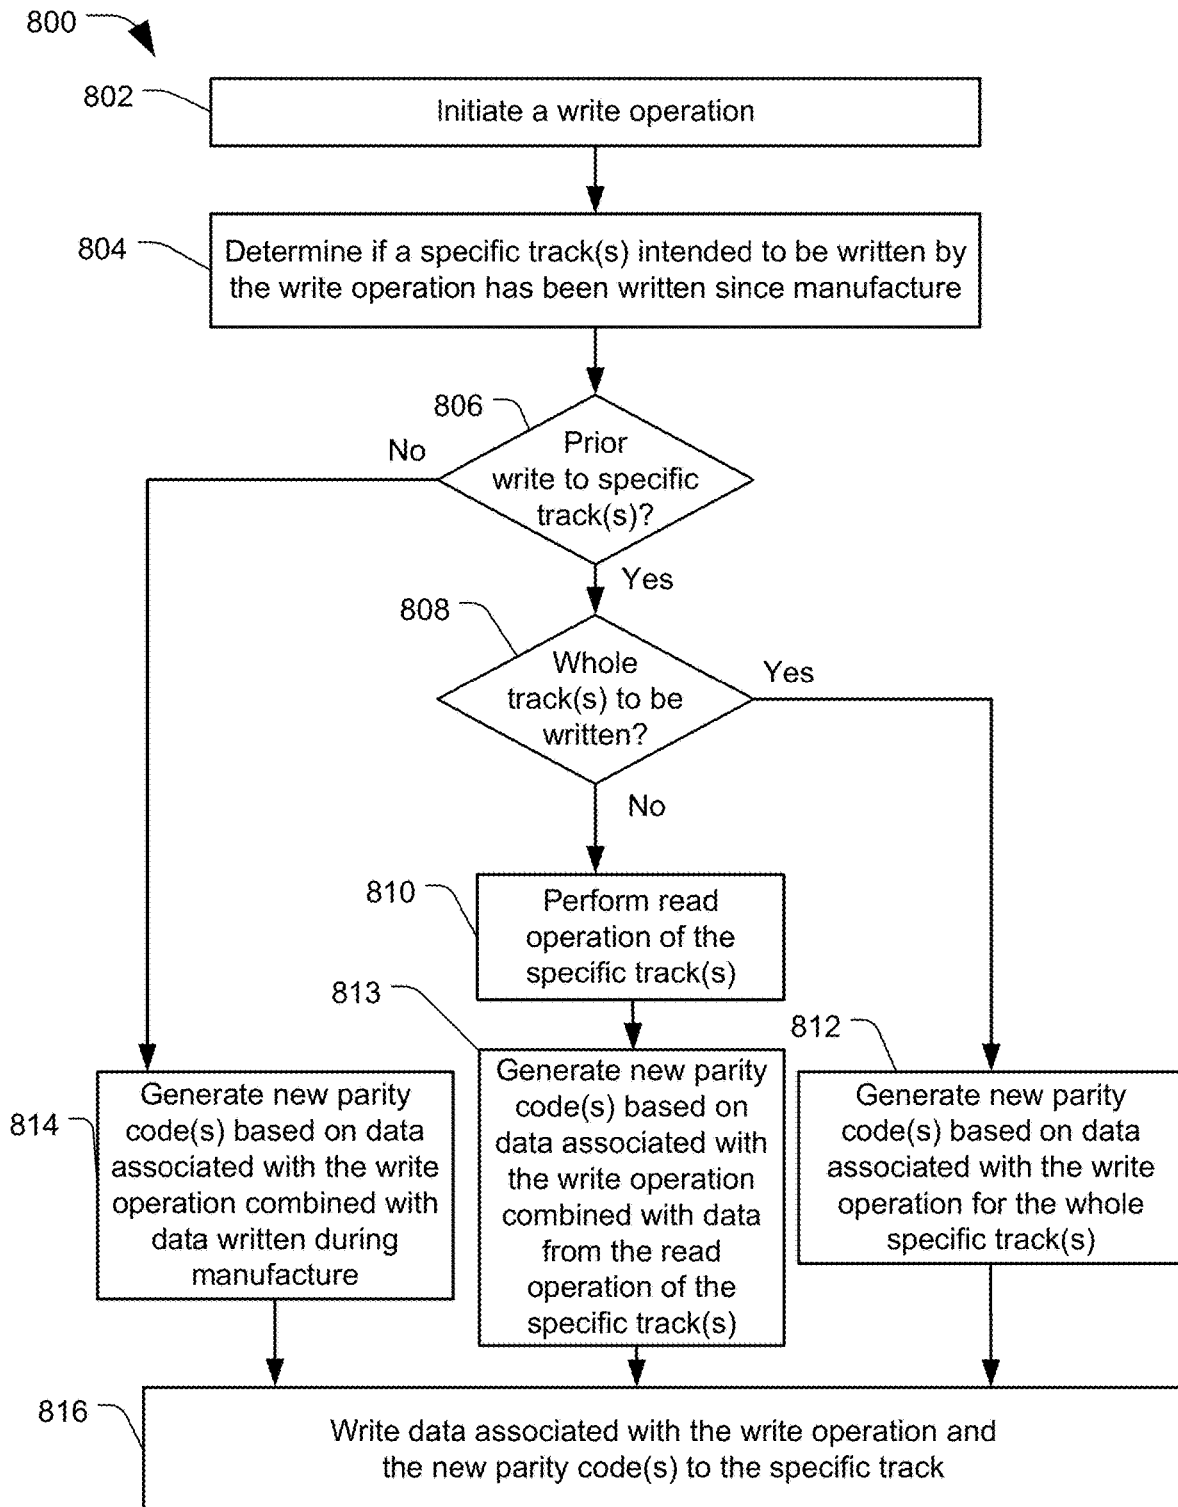 800
802
Initiate a write operation
804
Determine if a specific track(s) intended to be written by
the write operation has been written since manufacture
806
Prior
write to specific
track(s)?
No
Yes
808
Whole
track(s) to be
written?
Yes
No
810
Perform read
operation of the
specific track(s)
813
Generate new parity
code(s) based on
data associated with
the write operation
combined with data
from the read
operation of the
specific track(s)
812
Generate new parity
code(s) based on data
associated with the write
operation for the whole
specific track(s)
814
Generate new parity
code(s) based on data
associated with the write
operation combined with
data written during
manufacture
816
Write data associated with the write operation and
the new parity code(s) to the specific track